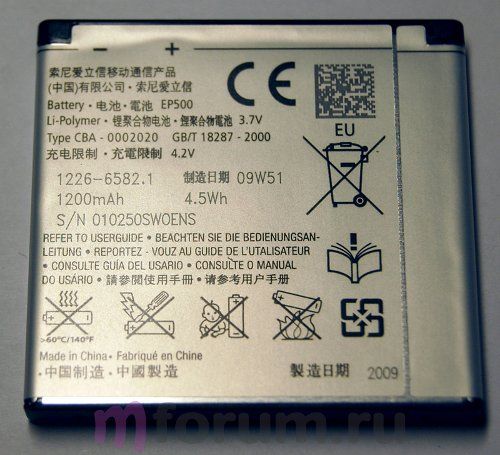 - +
索尼爱立信移动通信产品
(中国)有限公司 · 索尼爱立信
Battery · 电池 · 電池 EP500
Li-Polymer · 锂聚合物电池 · 鋰聚合物電池 3.7V
Type CBA - 0002020 GB/T 18287 - 2000
充电限制 · 充電限制 4.2V
CE
EU
1226-6582.1 制造日期 09W51
1200mAh 4.5Wh
S/N 010250SWOENS
REFER TO USERGUIDE · BEACHTEN SIE DIE BEDIENUNGSAN-
LEITUNG · REPORTEZ - VOUS AU GUIDE DE L'UTILISATEUR
· CONSULTE GUÍA DEL USARIO · CONSULTE O MANUAL
DO USARIO · 請參閱使用手冊 · 请参考用户手册
>60°C/140°F
Made in China · Fabriqué en Chine
中国制造 · 中國製造 製造日期 2009
mforum.ru